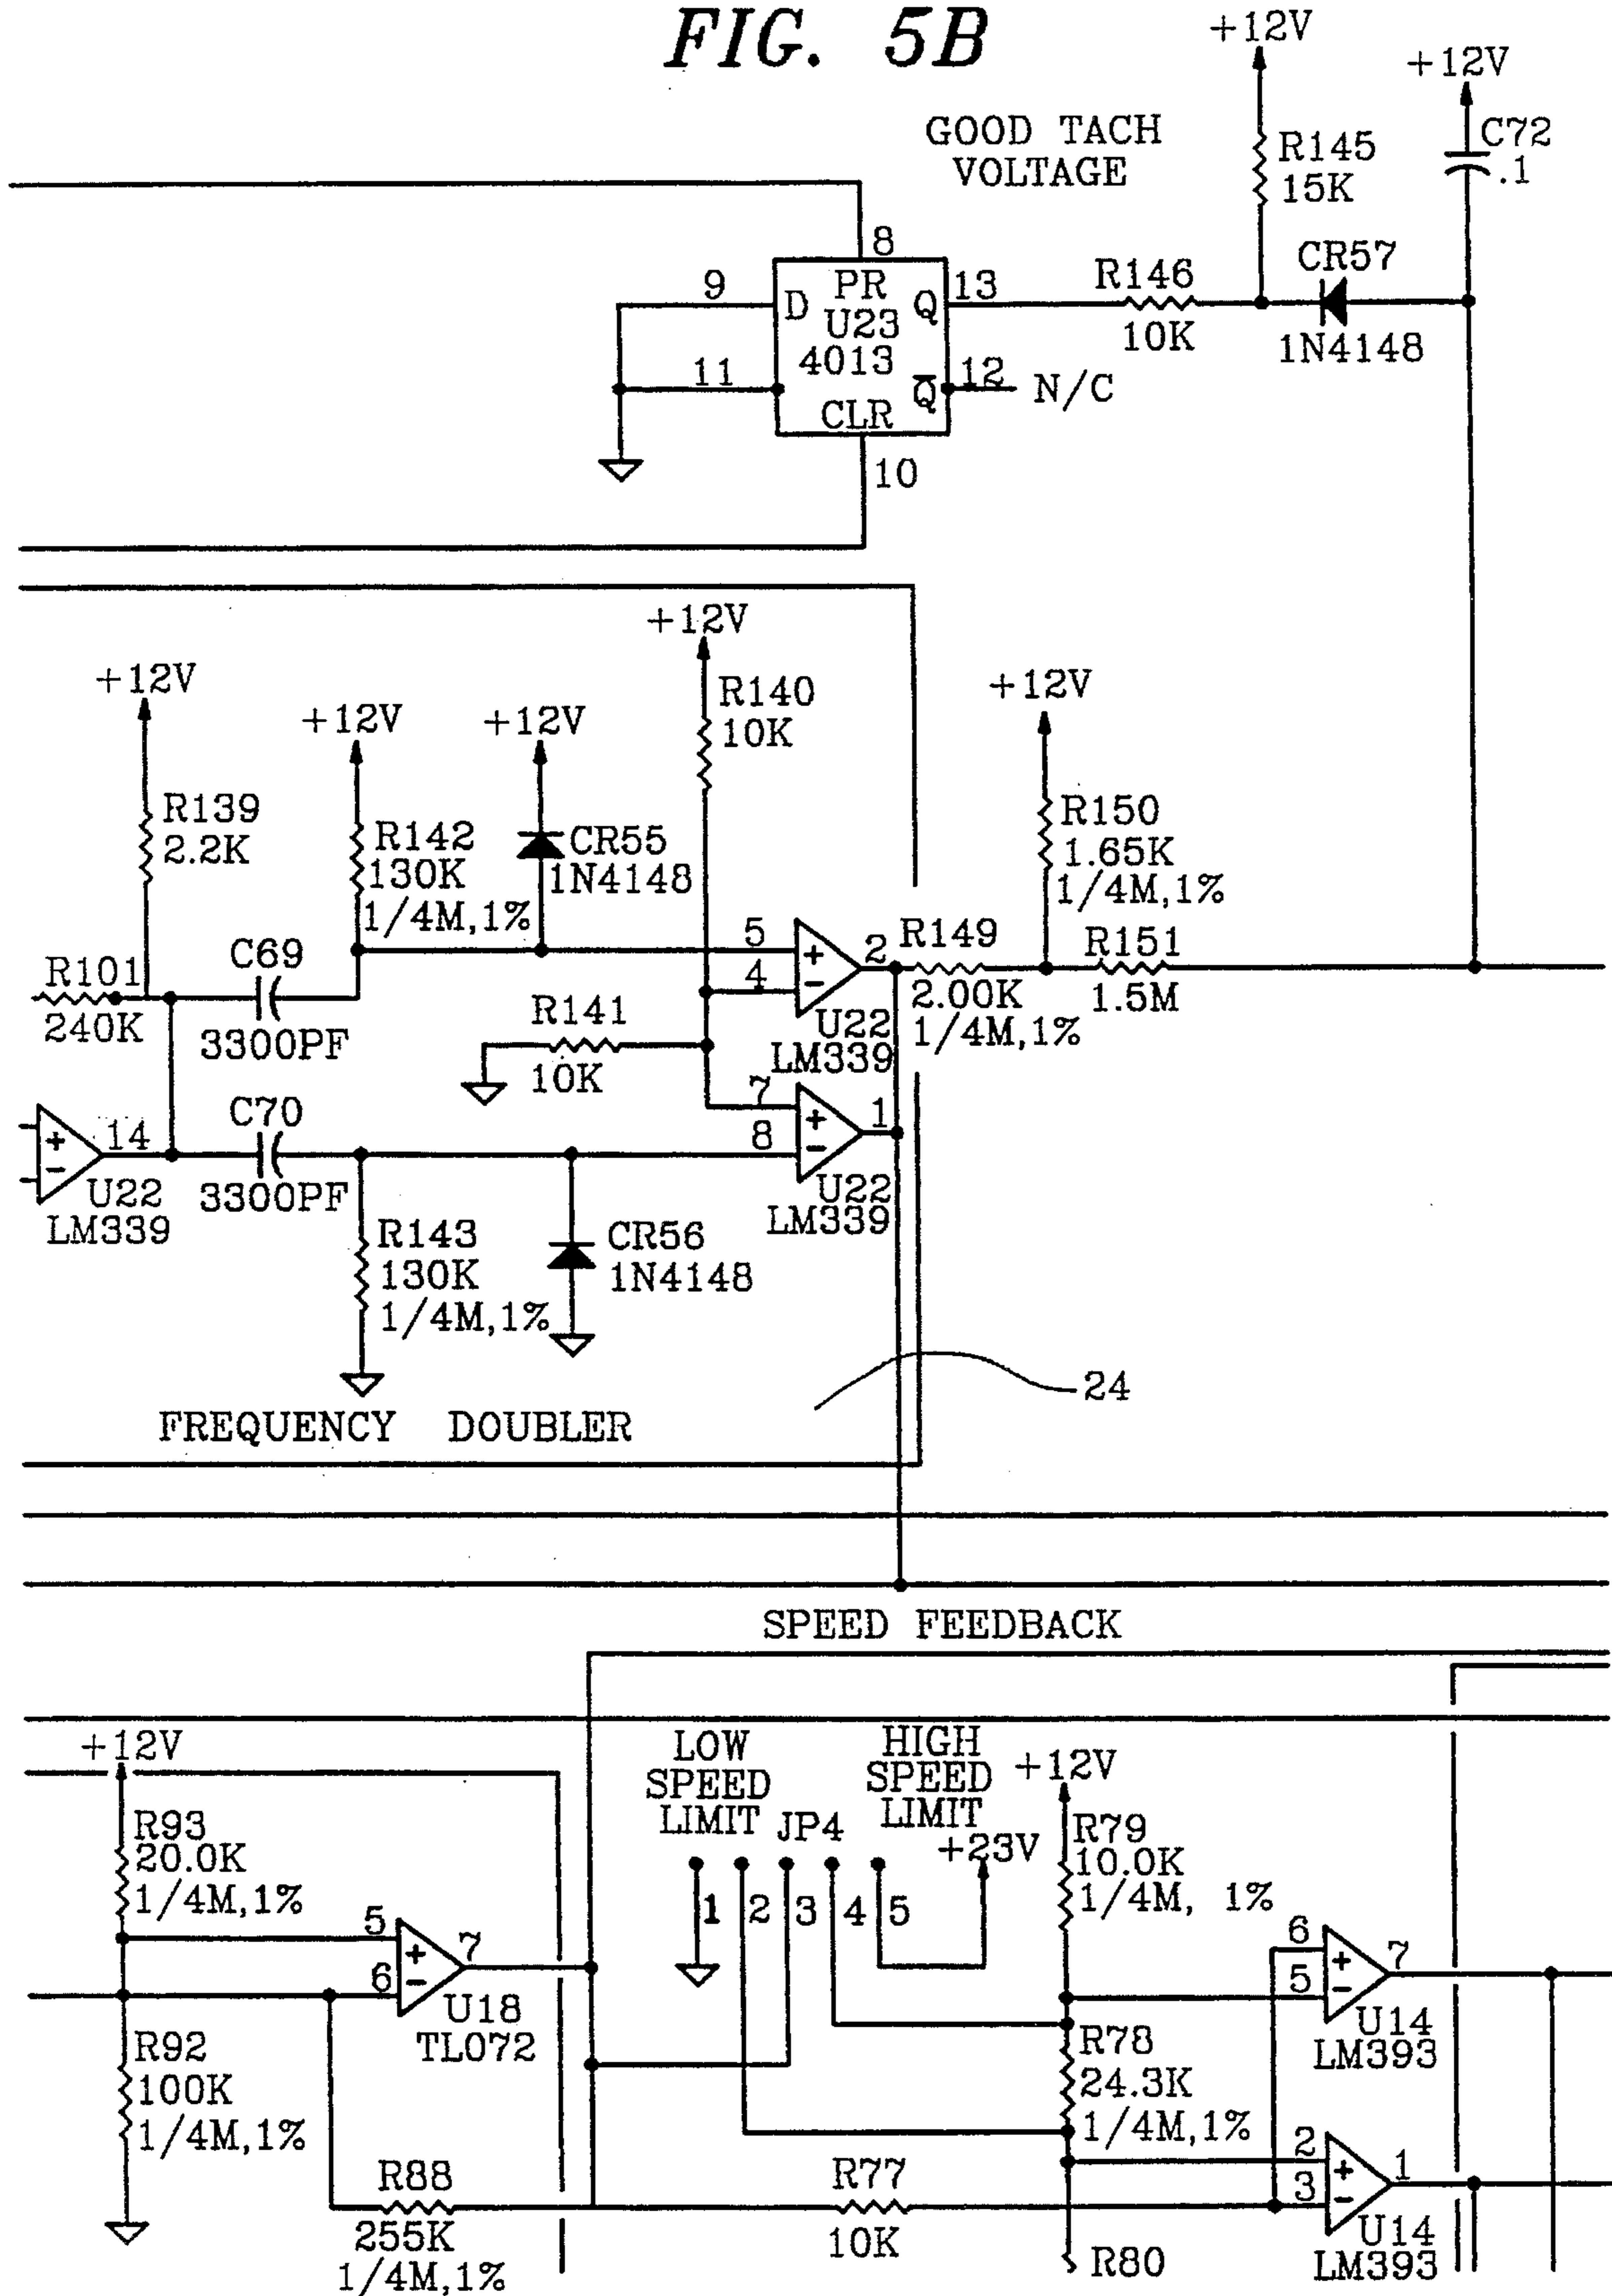 FIG. 5B
+12V
+12V
GOOD TACH
VOLTAGE
R145
15K
C72
.1
8
9
D
PR
U23
4013
Q
13
R146
10K
CR57
1N4148
11
CLR
Q̅
12
N/C
10
+12V
+12V
+12V
+12V
R140
10K
+12V
R139
2.2K
R142
130K
1/4M,1%
CR55
1N4148
R150
1.65K
1/4M,1%
R101
240K
C69
3300PF
5
4
+
-
2
U22
LM339
R149
2.00K
1/4M,1%
R151
1.5M
R141
10K
7
8
+
-
1
U22
LM339
+
-
14
U22
LM339
C70
3300PF
R143
130K
1/4M,1%
CR56
1N4148
24
FREQUENCY DOUBLER
SPEED FEEDBACK
+12V
LOW
SPEED
LIMIT
JP4
HIGH
SPEED
LIMIT
+23V
+12V
R93
20.0K
1/4M,1%
1
2
3
4
5
R79
10.0K
1/4M, 1%
5
6
+
-
7
U18
TL072
6
5
+
-
7
U14
LM393
R92
100K
1/4M,1%
R78
24.3K
1/4M,1%
R88
255K
1/4M,1%
R77
10K
2
3
+
-
1
U14
LM393
R80